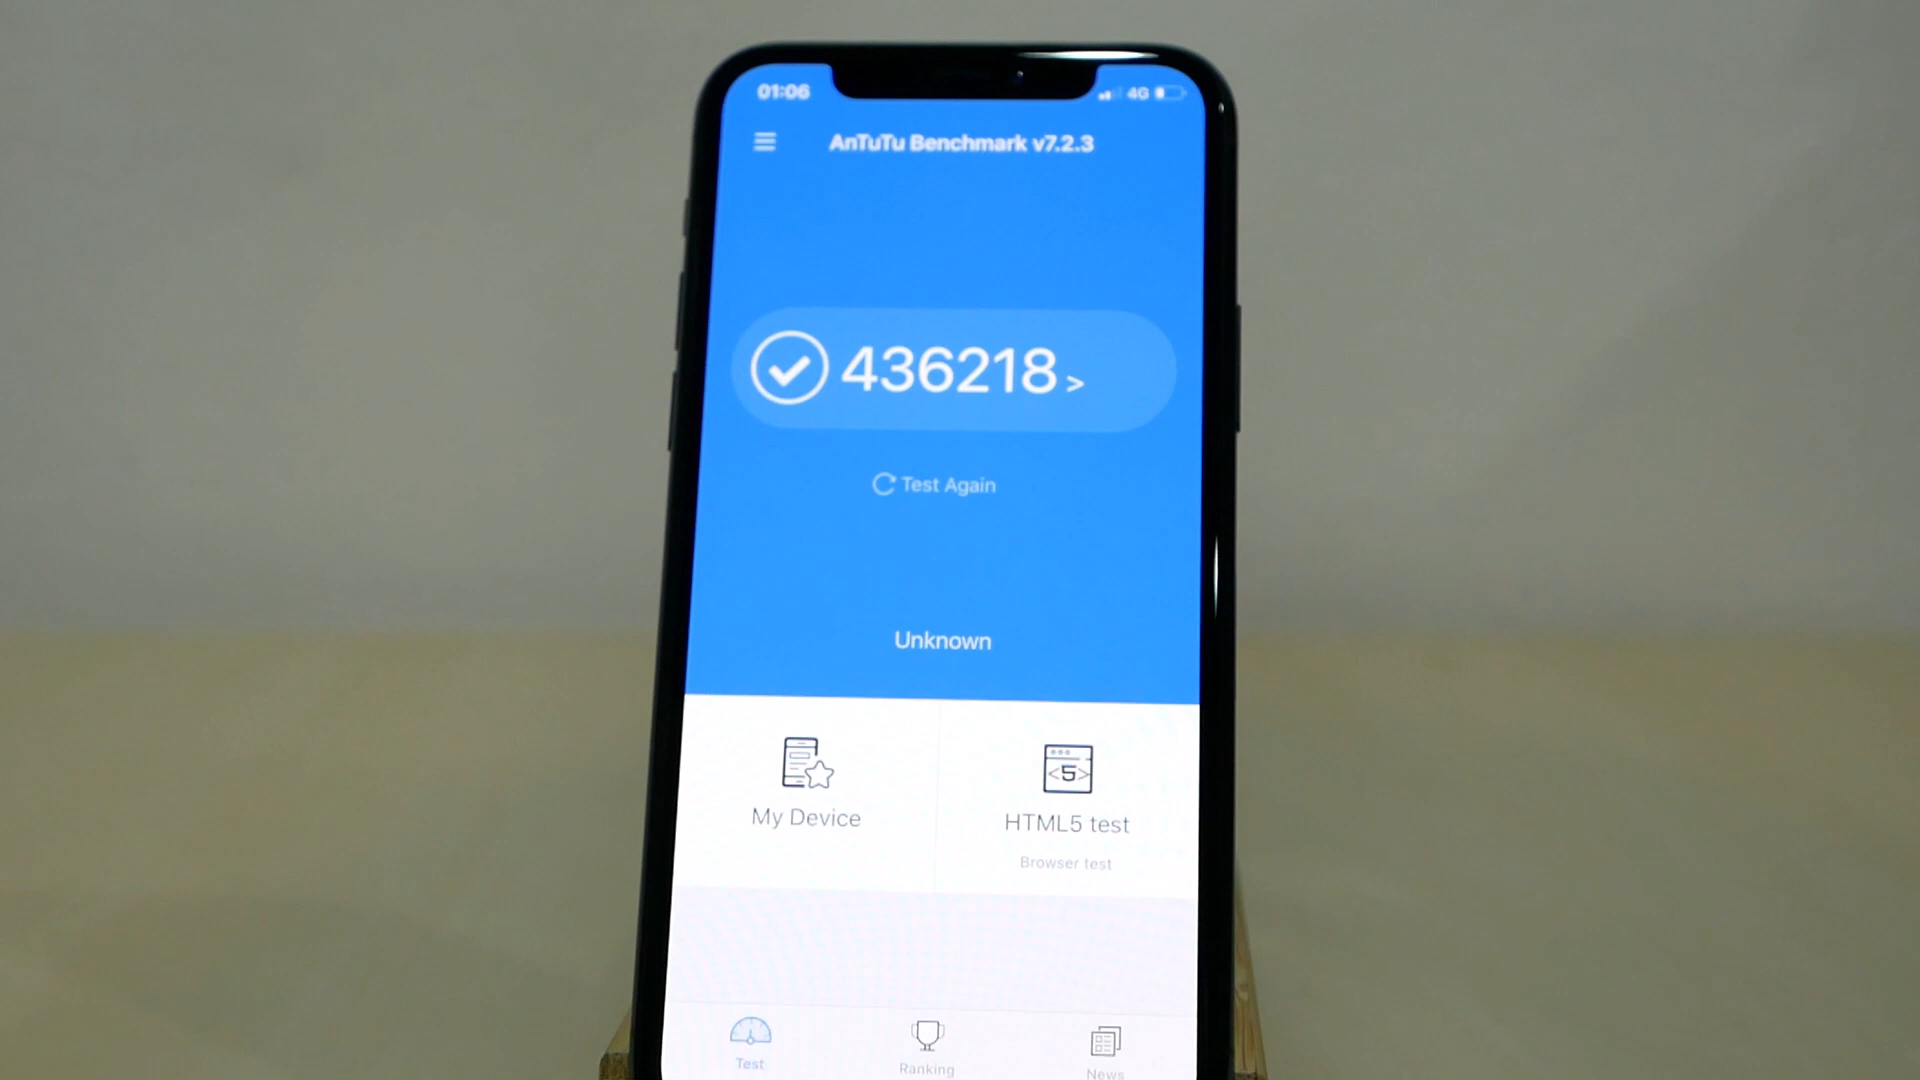 01:06
4G
AnTuTu Benchmark v7.2.3
436218 >
Test Again
Unknown
My Device
<5>
HTML5 test
Browser test
Test
Ranking
News